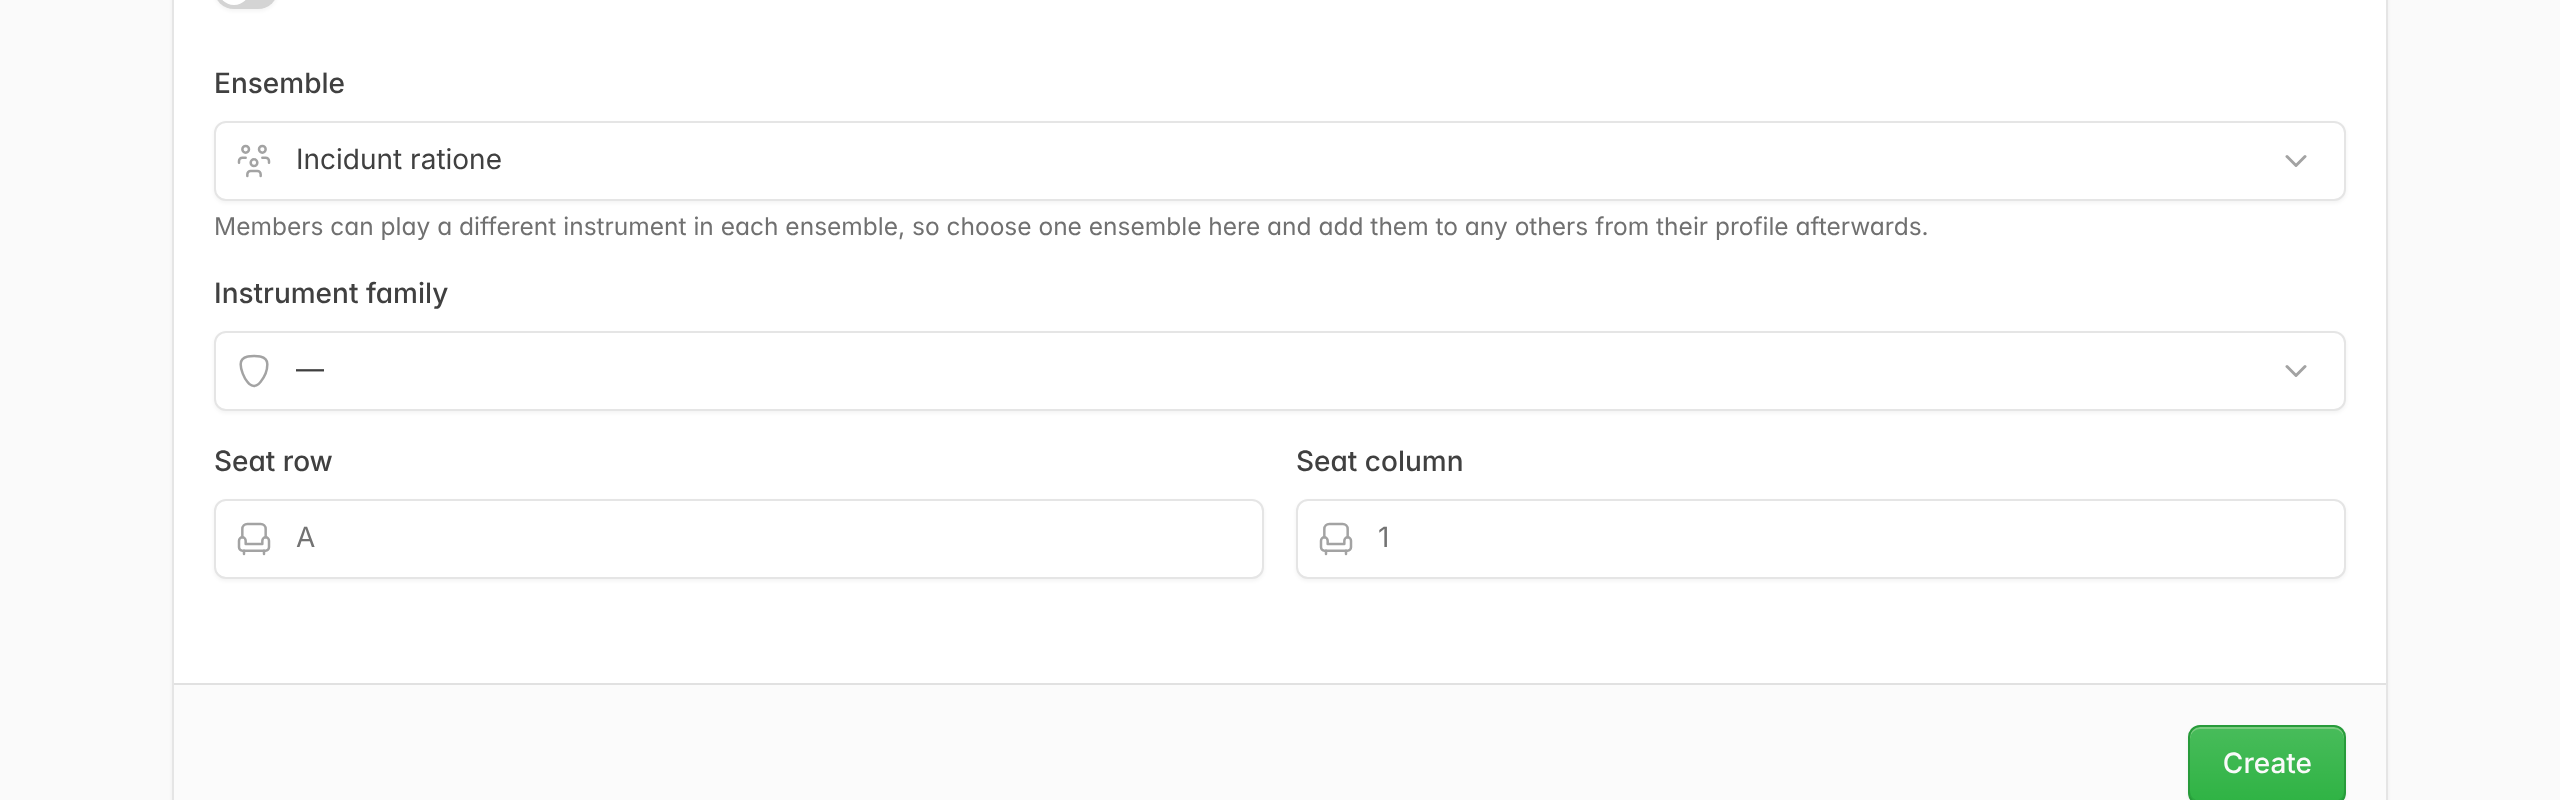 Ensemble
Incidunt ratione
Members can play a different instrument in each ensemble, so choose one ensemble here and add them to any others from their profile afterwards.
Instrument family
—
Seat row
Seat column
A
1
Create